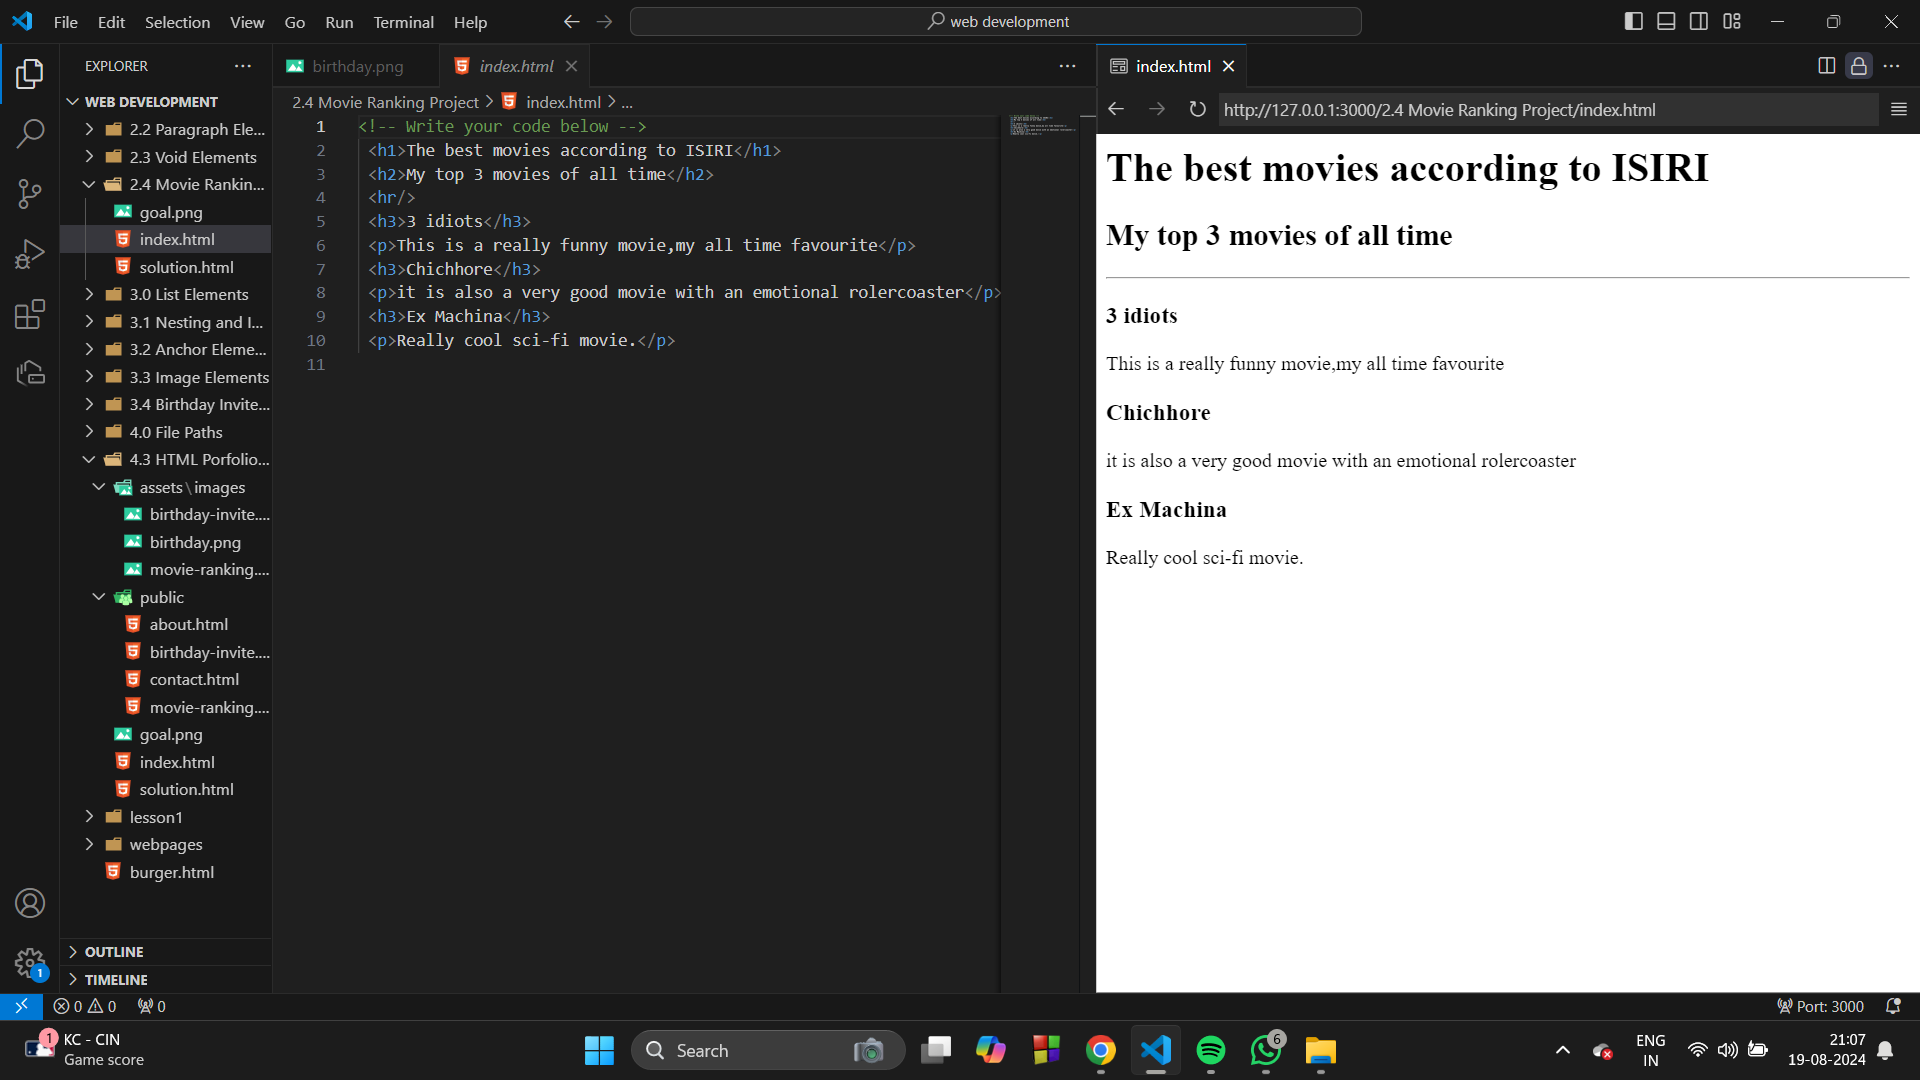 File Edit Selection View Go Run Terminal Help
web development
EXPLORER
WEB DEVELOPMENT
2.2 Paragraph Ele...
2.3 Void Elements
2.4 Movie Rankin...
goal.png
index.html
solution.html
3.0 List Elements
3.1 Nesting and I...
3.2 Anchor Eleme...
3.3 Image Elements
3.4 Birthday Invite...
4.0 File Paths
4.3 HTML Porfolio...
assets\images
birthday-invite....
birthday.png
movie-ranking....
public
about.html
birthday-invite....
contact.html
movie-ranking....
goal.png
index.html
solution.html
lesson1
webpages
burger.html
OUTLINE
TIMELINE
birthday.png index.html
2.4 Movie Ranking Project > index.html > ...
1 <!-- Write your code below -->
2 <h1>The best movies according to ISIRI</h1>
3 <h2>My top 3 movies of all time</h2>
4 <hr/>
5 <h3>3 idiots</h3>
6 <p>This is a really funny movie,my all time favourite</p>
7 <h3>Chichhore</h3>
8 <p>it is also a very good movie with an emotional rolercoaster</p>
9 <h3>Ex Machina</h3>
10 <p>Really cool sci-fi movie.</p>
11
index.html
http://127.0.0.1:3000/2.4 Movie Ranking Project/index.html
The best movies according to ISIRI
My top 3 movies of all time
3 idiots
This is a really funny movie,my all time favourite
Chichhore
it is also a very good movie with an emotional rolercoaster
Ex Machina
Really cool sci-fi movie.
1
0 0 0
Port: 3000
1
KC - CIN
Game score
Search
6
ENG
IN
21:07
19-08-2024